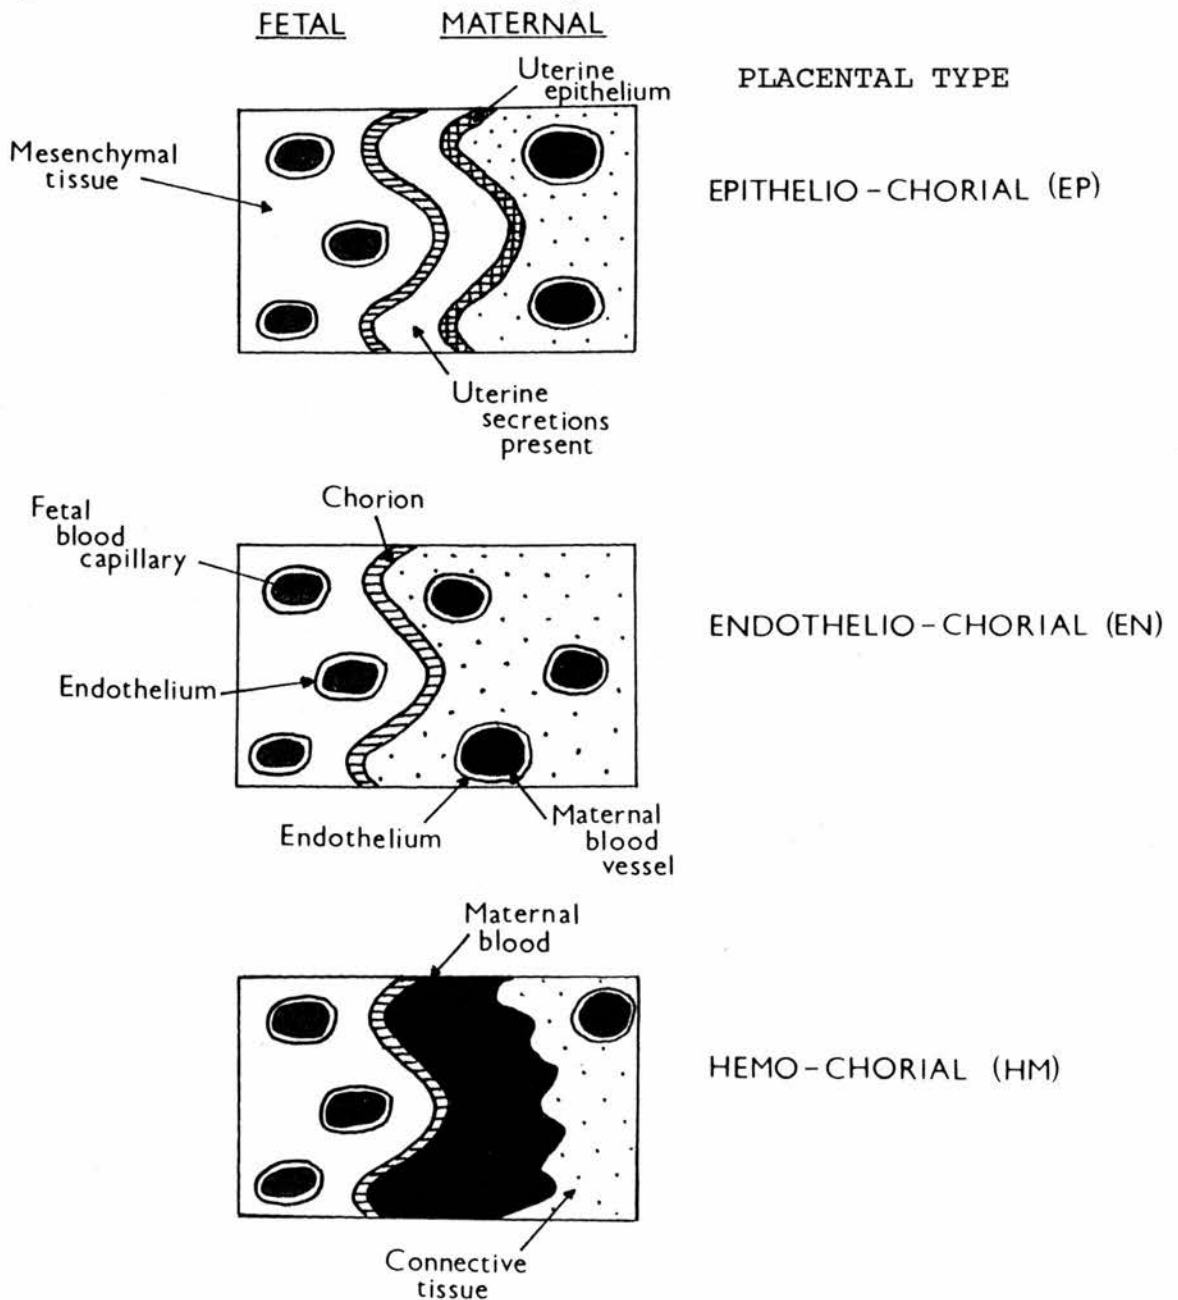 FETAL
MATERNAL
PLACENTAL TYPE
Uterine
epithelium
Mesenchymal
tissue
EPITHELIO-CHORIAL (EP)
Uterine
secretions
present
Chorion
Fetal
blood
capillary
ENDOTHELIO-CHORIAL (EN)
Endothelium
Endothelium
Maternal
blood
vessel
Maternal
blood
HEMO-CHORIAL (HM)
Connective
tissue